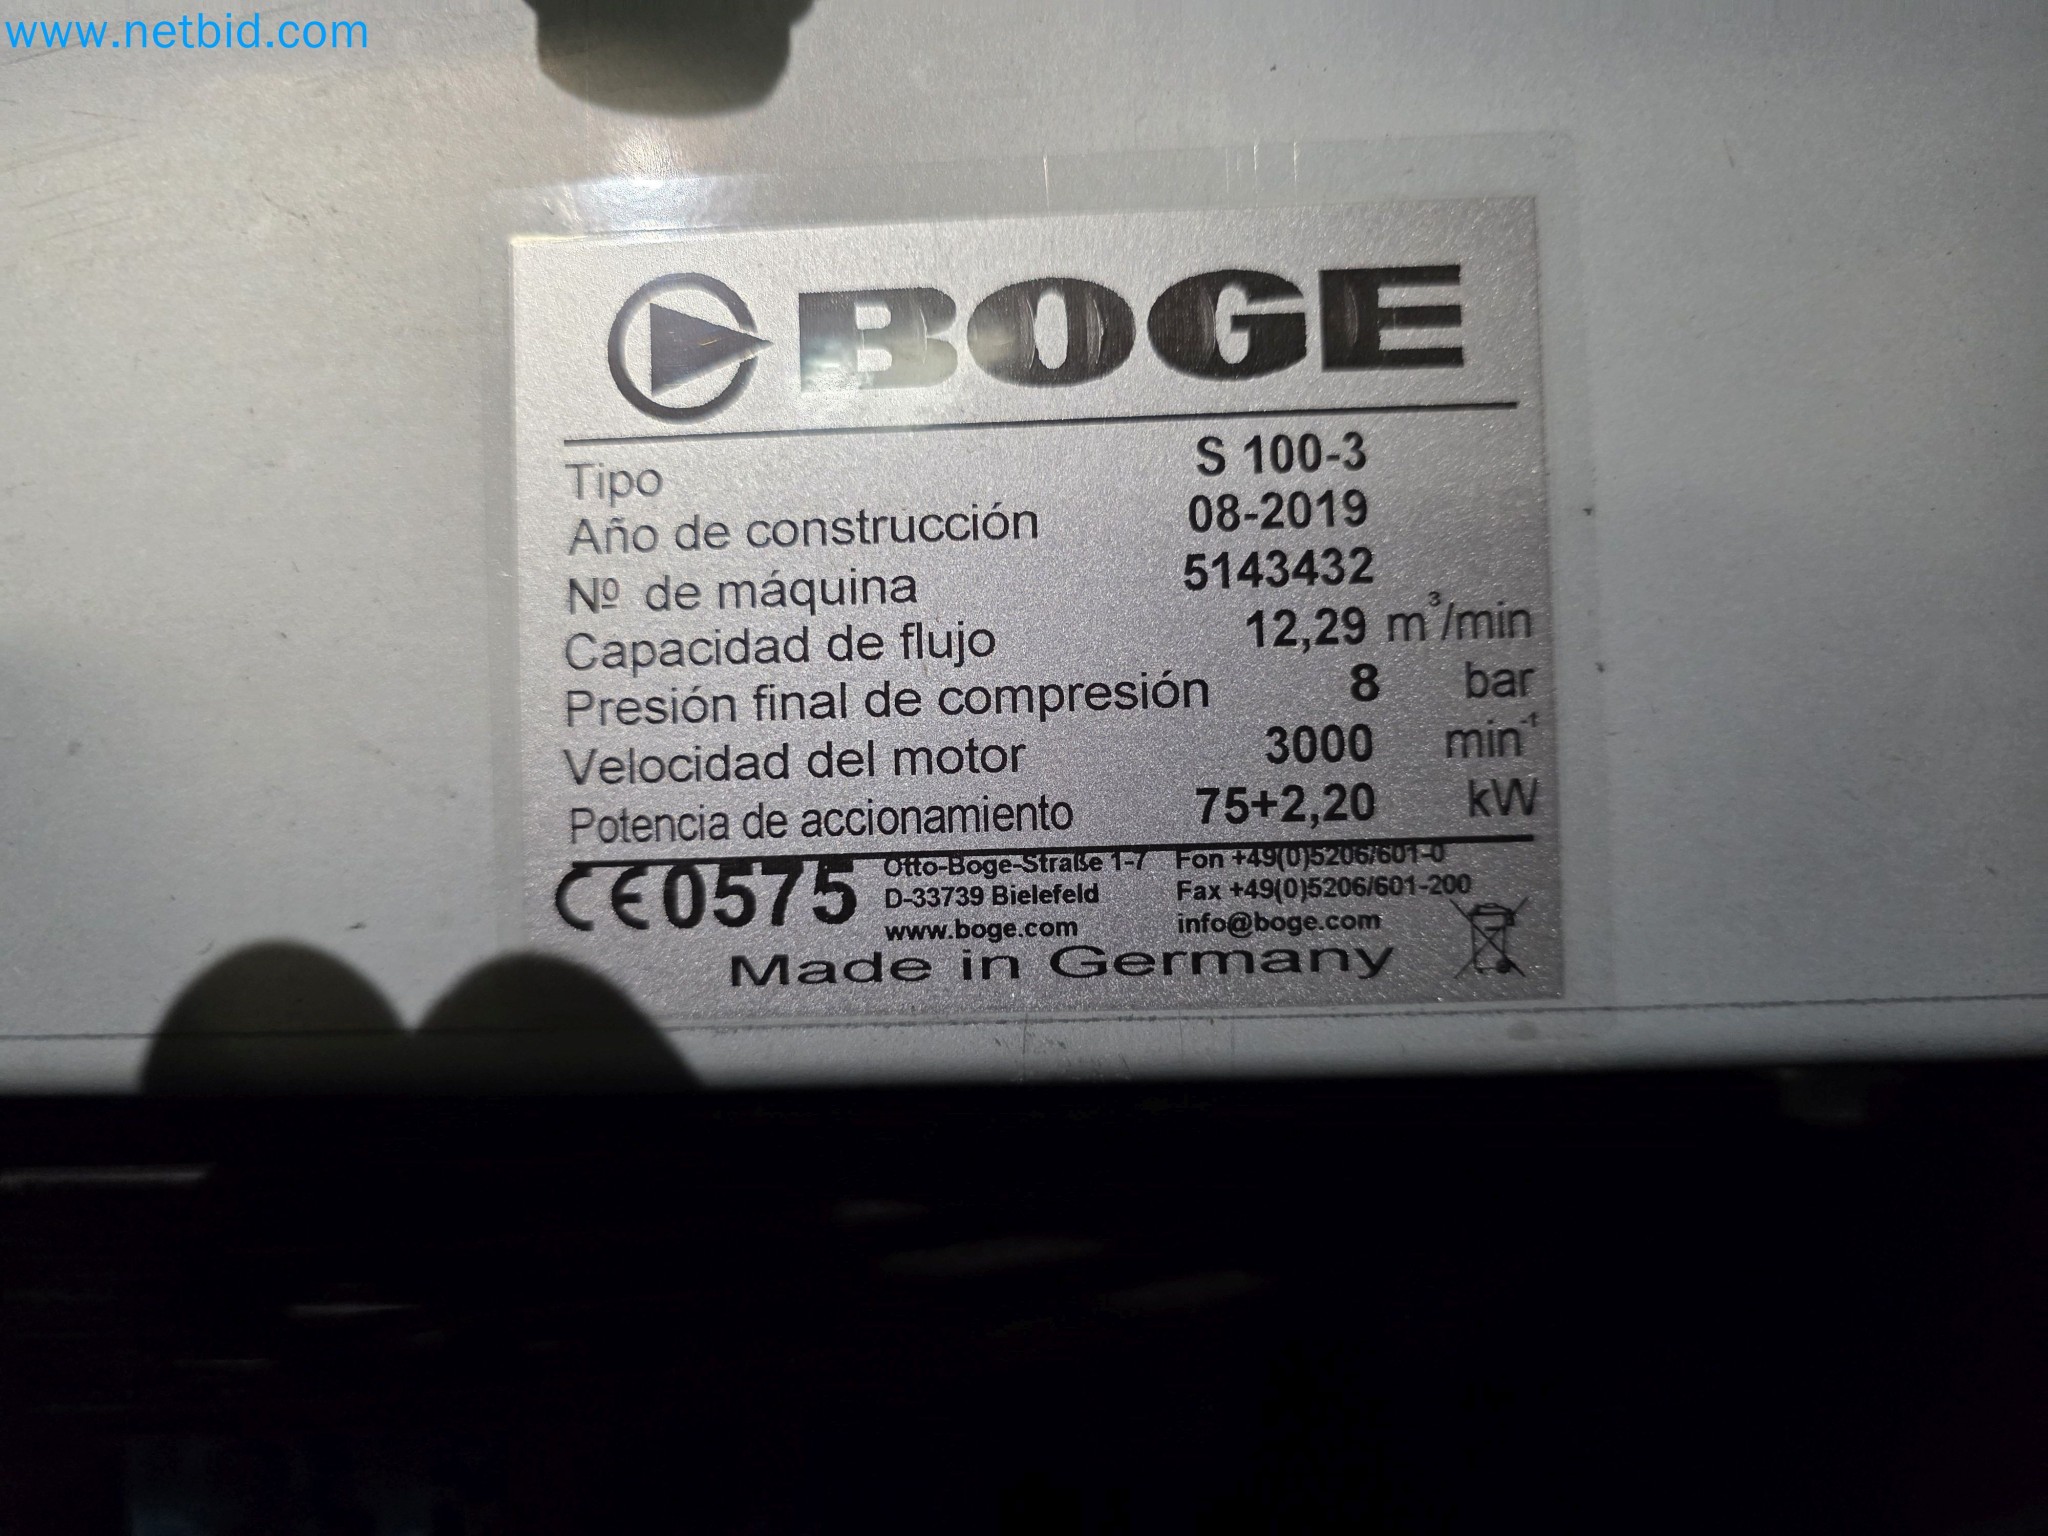 www.netbid.com
BOGE
Tipo S 100-3
Año de construcción 08-2019
Nº de máquina 5143432
Capacidad de flujo 12,29 m³/min
Presión final de compresión 8 bar
Velocidad del motor 3000 min⁻¹
Potencia de accionamiento 75+2,20 kW
CE0575 Otto-Boge-Straße 1-7 Fon +49(0)5206/601-0
D-33739 Bielefeld Fax +49(0)5206/601-200
www.boge.com info@boge.com
Made in Germany